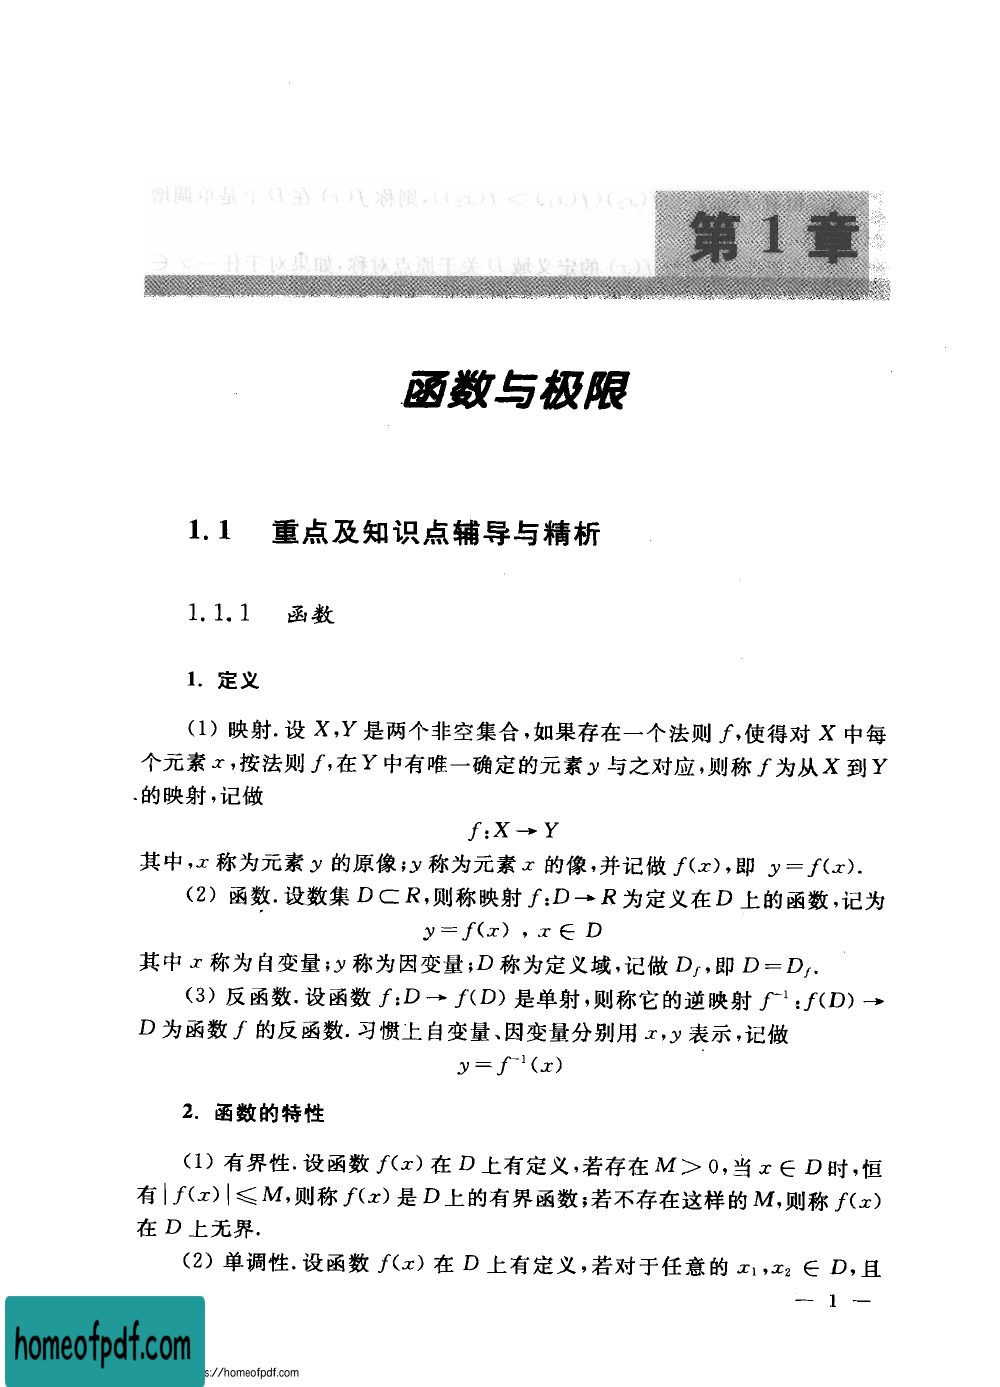 第1章
函数与极限
1.1 重点及知识点辅导与精析
1.1.1 函数
1. 定义
(1) 映射.设 X,Y 是两个非空集合,如果存在一个法则 f,使得对 X 中每
个元素 x,按法则 f,在 Y 中有唯一确定的元素 y 与之对应,则称 f 为从 X 到 Y
的映射,记做
f:X→Y
其中,x 称为元素 y 的原像;y 称为元素 x 的像,并记做 f(x),即 y=f(x).
(2) 函数.设数集 D⊂R,则称映射 f:D→R 为定义在 D 上的函数,记为
y=f(x) , x∈D
其中 x 称为自变量;y 称为因变量;D 称为定义域,记做 D_f,即 D=D_f.
(3) 反函数.设函数 f:D→f(D) 是单射,则称它的逆映射 f⁻¹:f(D)→
D 为函数 f 的反函数.习惯上自变量、因变量分别用 x,y 表示,记做
y=f⁻¹(x)
2. 函数的特性
(1) 有界性.设函数 f(x) 在 D 上有定义,若存在 M>0,当 x∈D 时,恒
有|f(x)|≤M,则称 f(x) 是 D 上的有界函数;若不存在这样的 M,则称 f(x)
在 D 上无界.
(2) 单调性.设函数 f(x) 在 D 上有定义,若对于任意的 x₁,x₂∈D,且
— 1 —
homeofpdf.com
s://homeofpdf.com